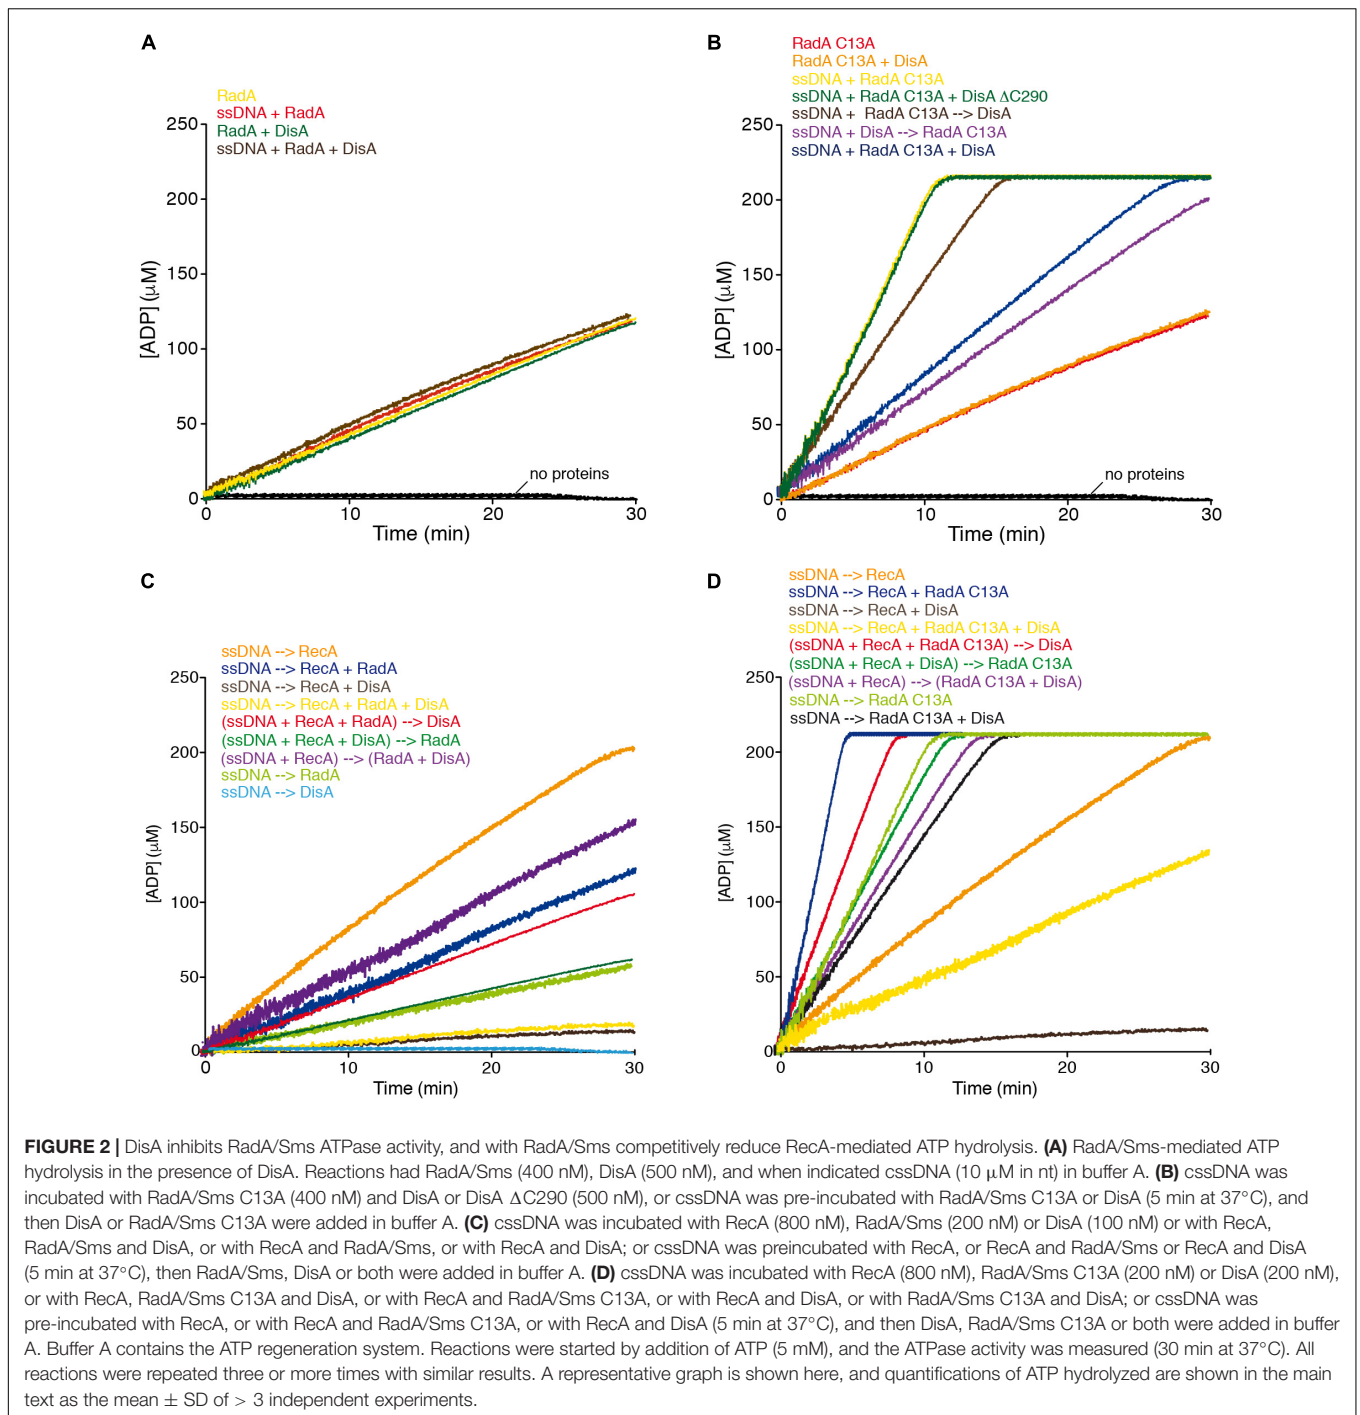 A
RadA
ssDNA + RadA
RadA + DisA
ssDNA + RadA + DisA
250
200
150
100
50
0
[ADP] (μM)
no proteins
0 10 20 30
Time (min)
B
RadA C13A
RadA C13A + DisA
ssDNA + RadA C13A
ssDNA + RadA C13A + DisA ΔC290
ssDNA + RadA C13A --> DisA
ssDNA + DisA --> RadA C13A
ssDNA + RadA C13A + DisA
250
200
150
100
50
0
[ADP] (μM)
no proteins
0 10 20 30
Time (min)
C
ssDNA --> RecA
ssDNA --> RecA + RadA
ssDNA --> RecA + DisA
ssDNA --> RecA + RadA + DisA
(ssDNA + RecA + RadA) --> DisA
(ssDNA + RecA + DisA) --> RadA
(ssDNA + RecA) --> (RadA + DisA)
ssDNA --> RadA
ssDNA --> DisA
250
200
150
100
50
0
[ADP] (μM)
0 10 20 30
Time (min)
D
ssDNA --> RecA
ssDNA --> RecA + RadA C13A
ssDNA --> RecA + DisA
ssDNA --> RecA + RadA C13A + DisA
(ssDNA + RecA + RadA C13A) --> DisA
(ssDNA + RecA + DisA) --> RadA C13A
(ssDNA + RecA) --> (RadA C13A + DisA)
ssDNA --> RadA C13A
ssDNA --> RadA C13A + DisA
250
200
150
100
50
0
[ADP] (μM)
0 10 20 30
Time (min)
FIGURE 2 | DisA inhibits RadA/Sms ATPase activity, and with RadA/Sms competitively reduce RecA-mediated ATP hydrolysis. (A) RadA/Sms-mediated ATP
hydrolysis in the presence of DisA. Reactions had RadA/Sms (400 nM), DisA (500 nM), and when indicated cssDNA (10 μM in nt) in buffer A. (B) cssDNA was
incubated with RadA/Sms C13A (400 nM) and DisA or DisA ΔC290 (500 nM), or cssDNA was pre-incubated with RadA/Sms C13A or DisA (5 min at 37°C), and
then DisA or RadA/Sms C13A were added in buffer A. (C) cssDNA was incubated with RecA (800 nM), RadA/Sms (200 nM) or DisA (100 nM) or with RecA,
RadA/Sms and DisA, or with RecA and RadA/Sms, or with RecA and DisA; or cssDNA was preincubated with RecA, or RecA and RadA/Sms or RecA and DisA
(5 min at 37°C), then RadA/Sms, DisA or both were added in buffer A. (D) cssDNA was incubated with RecA (800 nM), RadA/Sms C13A (200 nM) or DisA (200 nM),
or with RecA, RadA/Sms C13A and DisA, or with RecA and RadA/Sms C13A, or with RecA and DisA, or with RadA/Sms C13A and DisA; or cssDNA was
pre-incubated with RecA, or with RecA and RadA/Sms C13A, or with RecA and DisA (5 min at 37°C), and then DisA, RadA/Sms C13A or both were added in buffer
A. Buffer A contains the ATP regeneration system. Reactions were started by addition of ATP (5 mM), and the ATPase activity was measured (30 min at 37°C). All
reactions were repeated three or more times with similar results. A representative graph is shown here, and quantifications of ATP hydrolyzed are shown in the main
text as the mean ± SD of > 3 independent experiments.